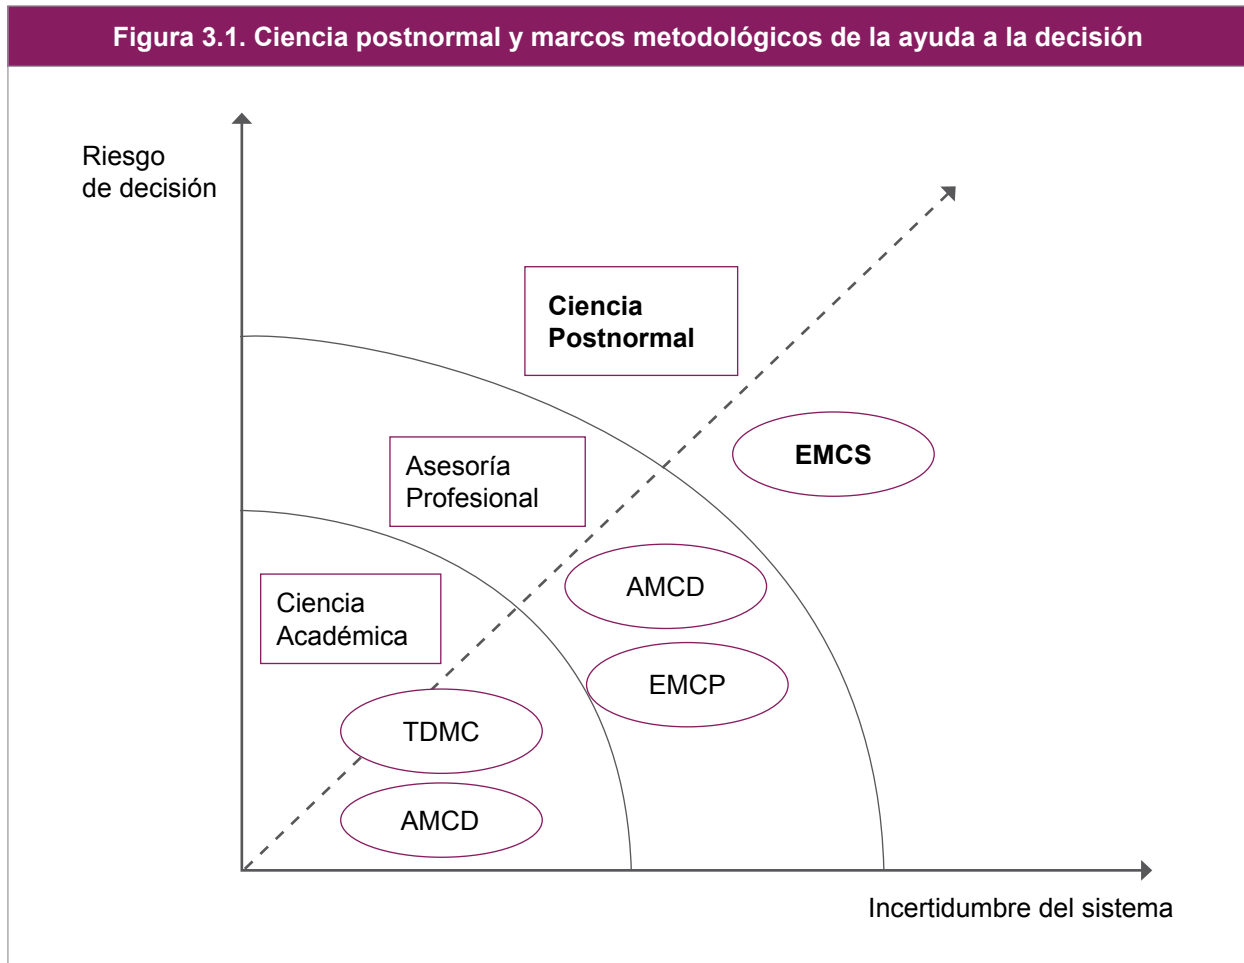 Figura 3.1. Ciencia postnormal y marcos metodológicos de la ayuda a la decisión
Riesgo
de decisión
Ciencia
Postnormal
EMCS
Asesoría
Profesional
AMCD
Ciencia
Académica
EMCP
TDMC
AMCD
Incertidumbre del sistema